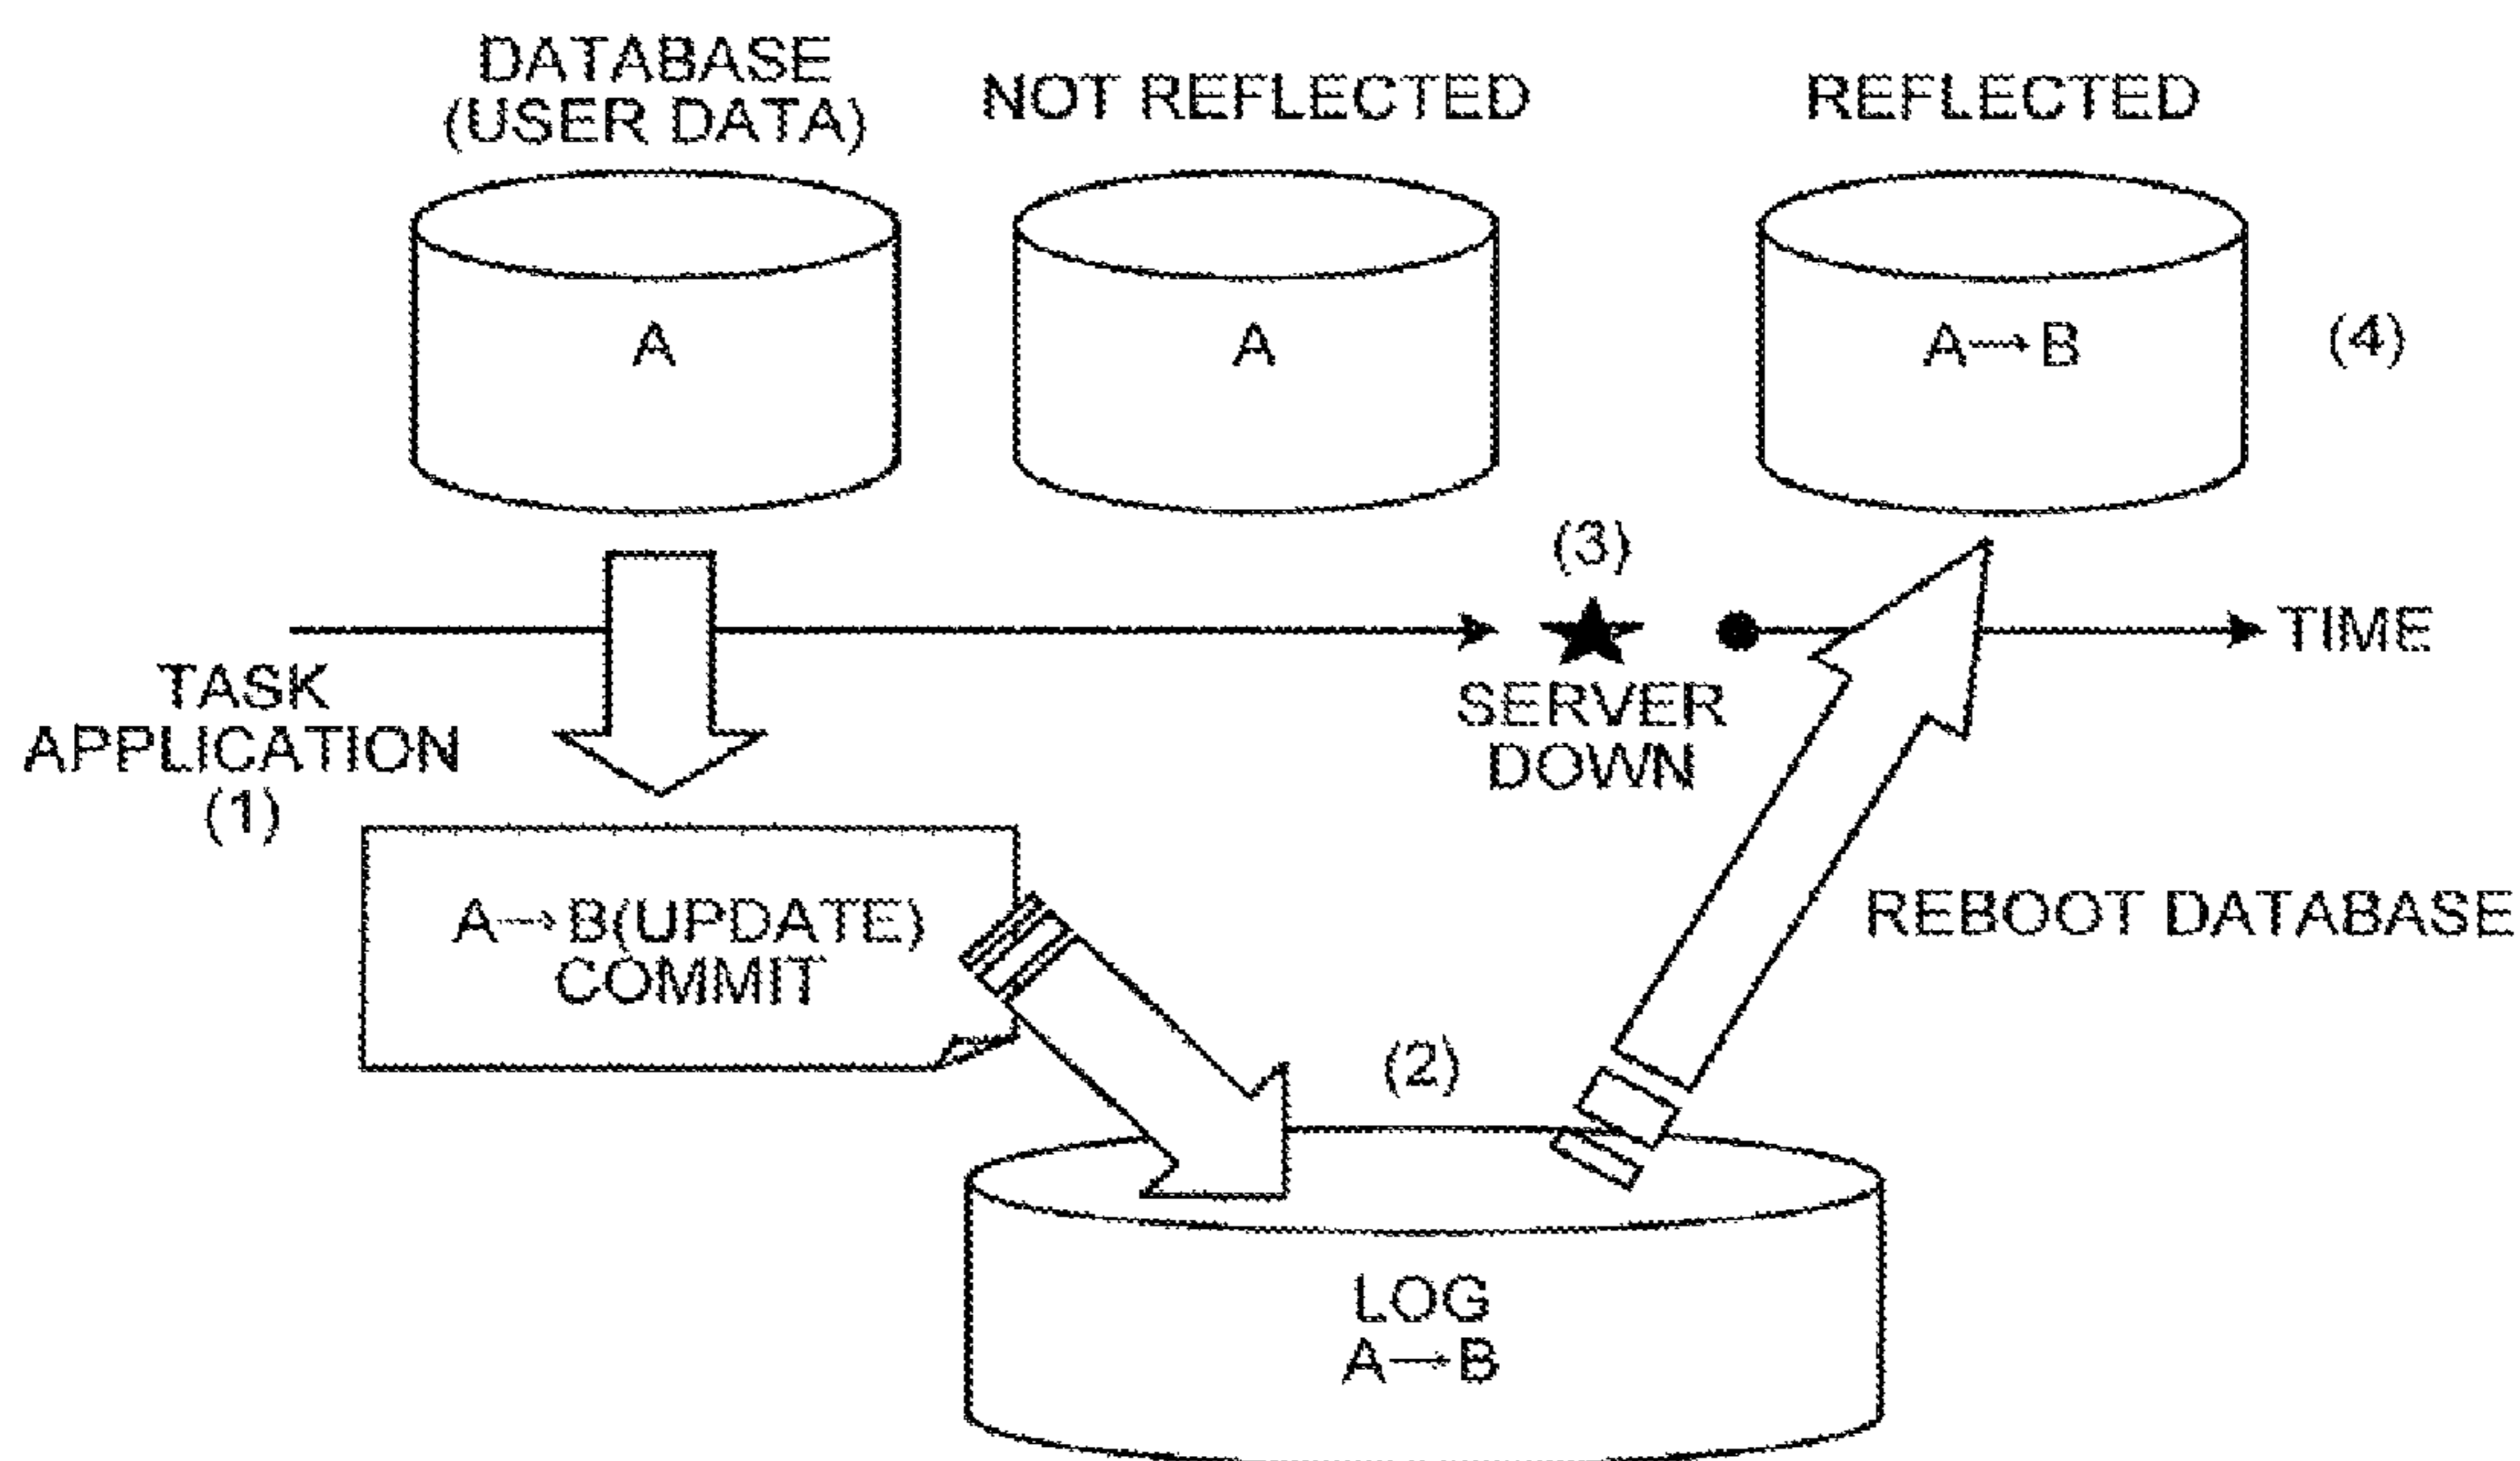 DATABASE
(USER DATA)
NOT REFLECTED
REFLECTED
A
A
A→B
(4)
(3)
TIME
TASK
APPLICATION
(1)
SERVER
DOWN
A→B(UPDATE)
COMMIT
REBOOT DATABASE
(2)
LOG
A→B